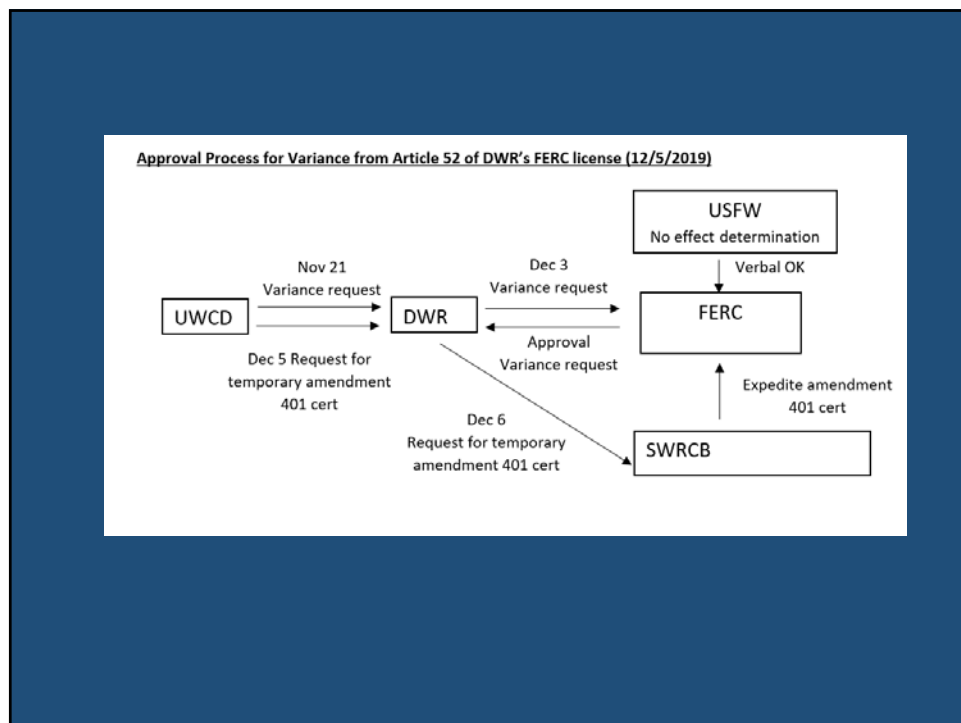 Approval Process for Variance from Article 52 of DWR's FERC license (12/5/2019)
USFW
No effect determination
Verbal OK
Nov 21
Variance request
Dec 3
Variance request
UWCD
DWR
FERC
Approval
Variance request
Dec 5 Request for
temporary amendment
401 cert
Expedite amendment
401 cert
Dec 6
Request for temporary
amendment 401 cert
SWRCB